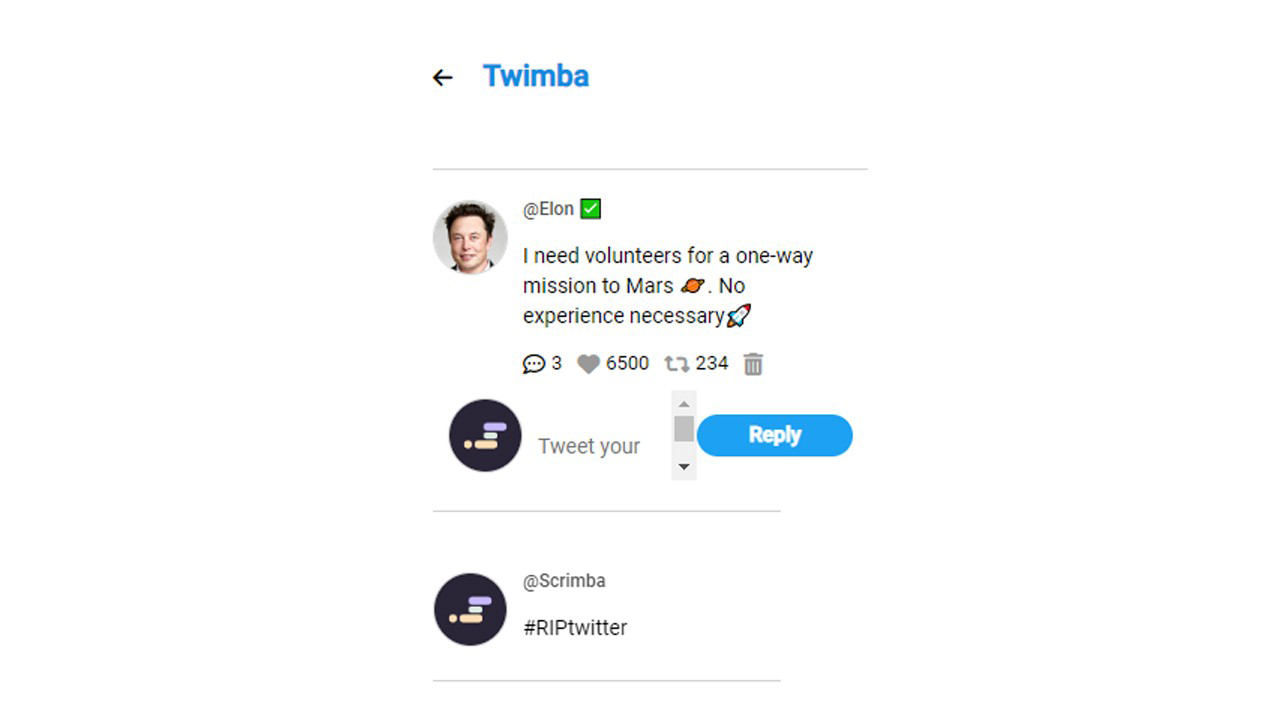 Twimba
@Elon ✅
I need volunteers for a one-way
mission to Mars 🪐. No
experience necessary🚀
3 6500 234
Tweet your
Reply
@Scrimba
#RIPtwitter